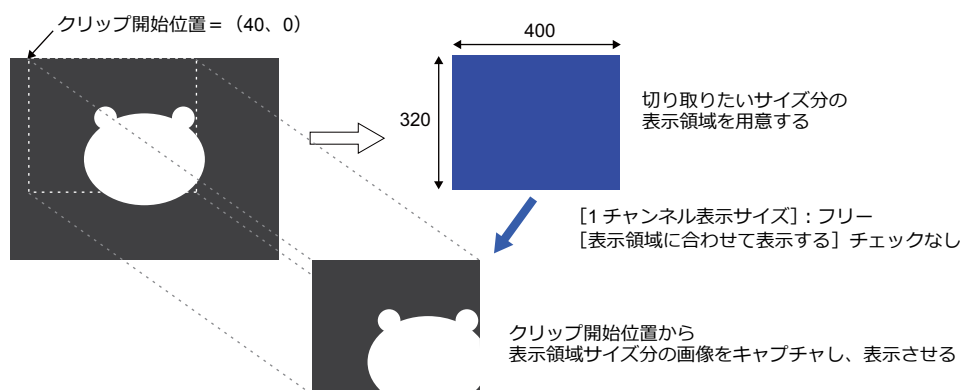 クリップ開始位置＝（40、0）
400
320
切り取りたいサイズ分の
表示領域を用意する
［1 チャンネル表示サイズ］: フリー
［表示領域に合わせて表示する］チェックなし
クリップ開始位置から
表示領域サイズ分の画像をキャプチャし、表示させる